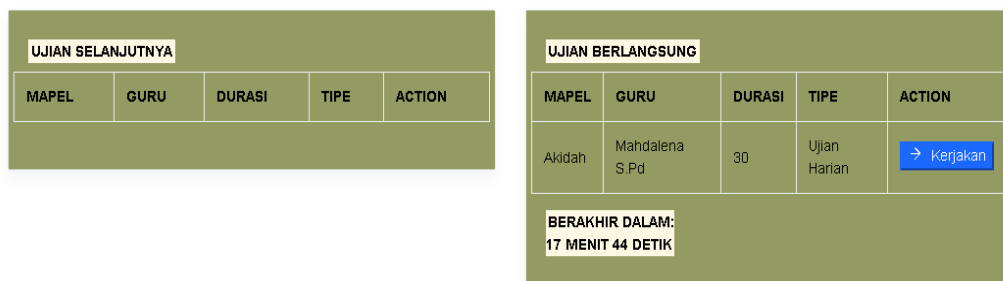 UJIAN SELANJUTNYA
MAPEL GURU DURASI TIPE ACTION
UJIAN BERLANGSUNG
MAPEL GURU DURASI TIPE ACTION
Akidah Mahdalena S.Pd 30 Ujian Harian → Kerjakan
BERAKHIR DALAM:
17 MENIT 44 DETIK